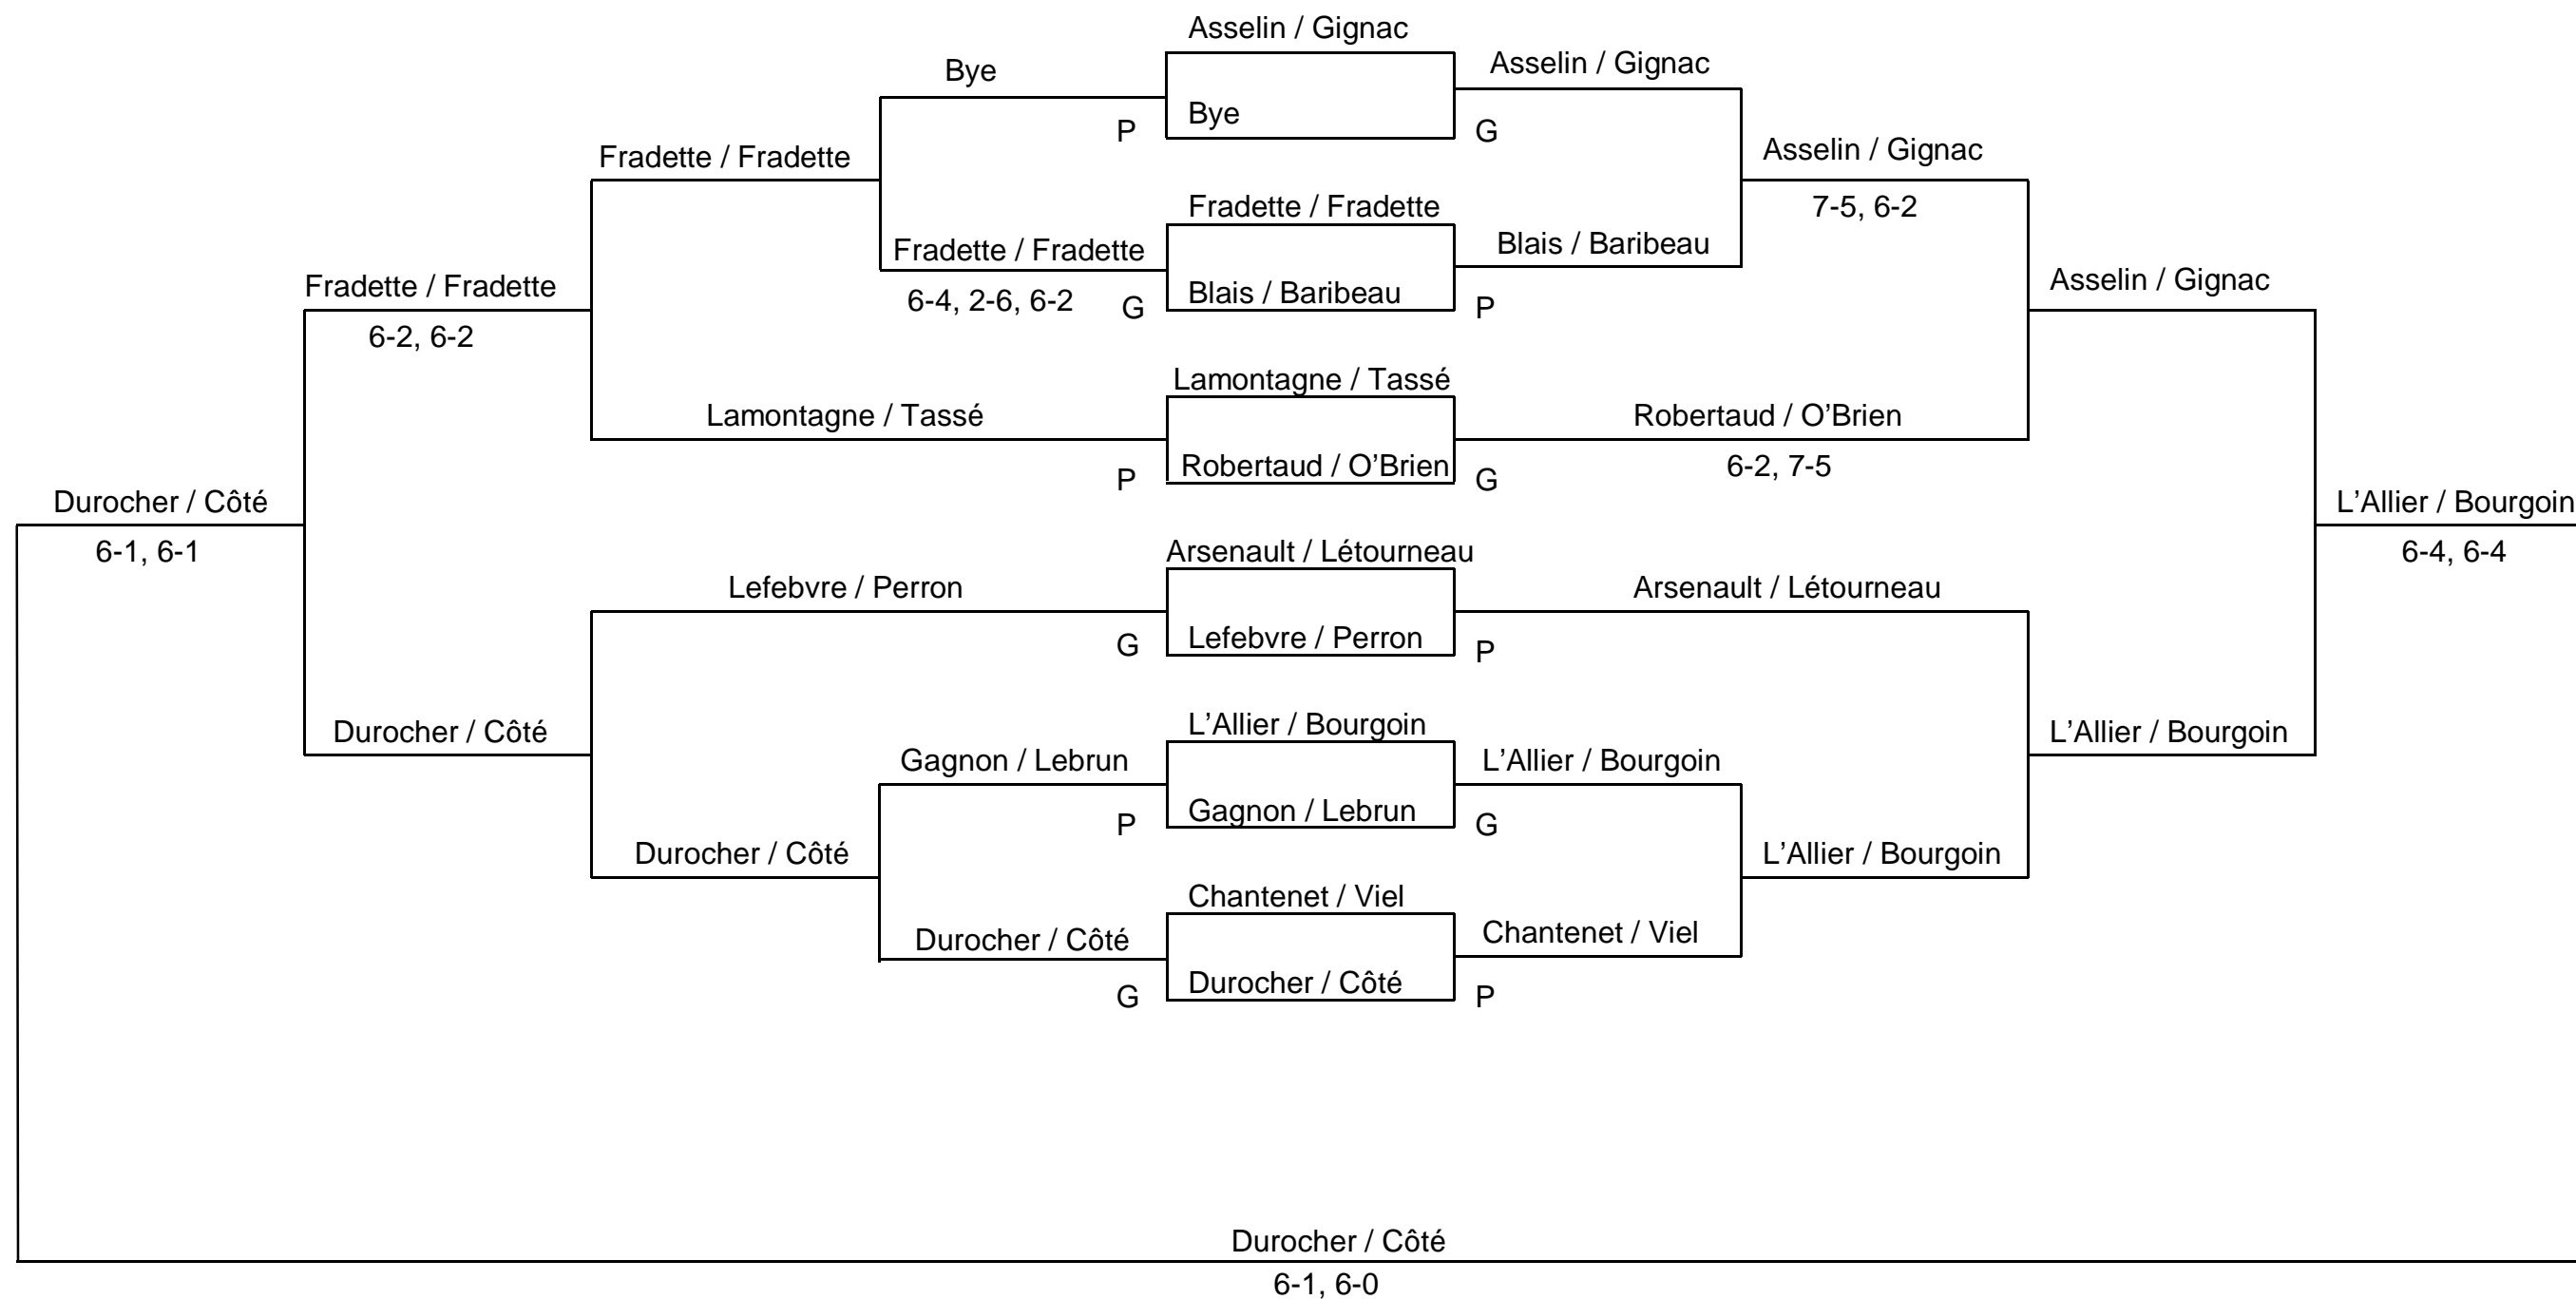 Asselin / Gignac
Bye
Asselin / Gignac
Bye
P
G
Fradette / Fradette
Asselin / Gignac
7-5, 6-2
Fradette / Fradette
Fradette / Fradette
Blais / Baribeau
6-4, 2-6, 6-2
G
Blais / Baribeau
P
Fradette / Fradette
6-2, 6-2
Asselin / Gignac
Lamontagne / Tassé
Lamontagne / Tassé
Robertaud / O’Brien
P
Robertaud / O’Brien
G
6-2, 7-5
Durocher / Côté
6-1, 6-1
L’Allier / Bourgoin
6-4, 6-4
Arsenault / Létourneau
Lefebvre / Perron
Arsenault / Létourneau
G
Lefebvre / Perron
P
Durocher / Côté
L’Allier / Bourgoin
L’Allier / Bourgoin
Gagnon / Lebrun
L’Allier / Bourgoin
P
Gagnon / Lebrun
G
Durocher / Côté
L’Allier / Bourgoin
Chantenet / Viel
Durocher / Côté
Chantenet / Viel
G
Durocher / Côté
P
Durocher / Côté
6-1, 6-0